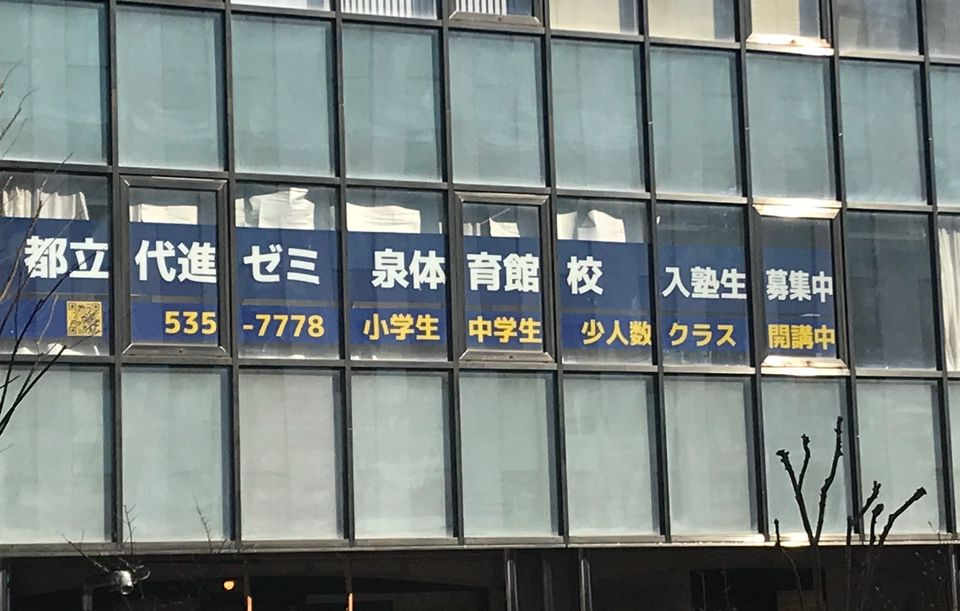 都立代進ゼミ 泉体育館校 入塾生募集中
535-7778 小学生 中学生 少人数クラス 開講中